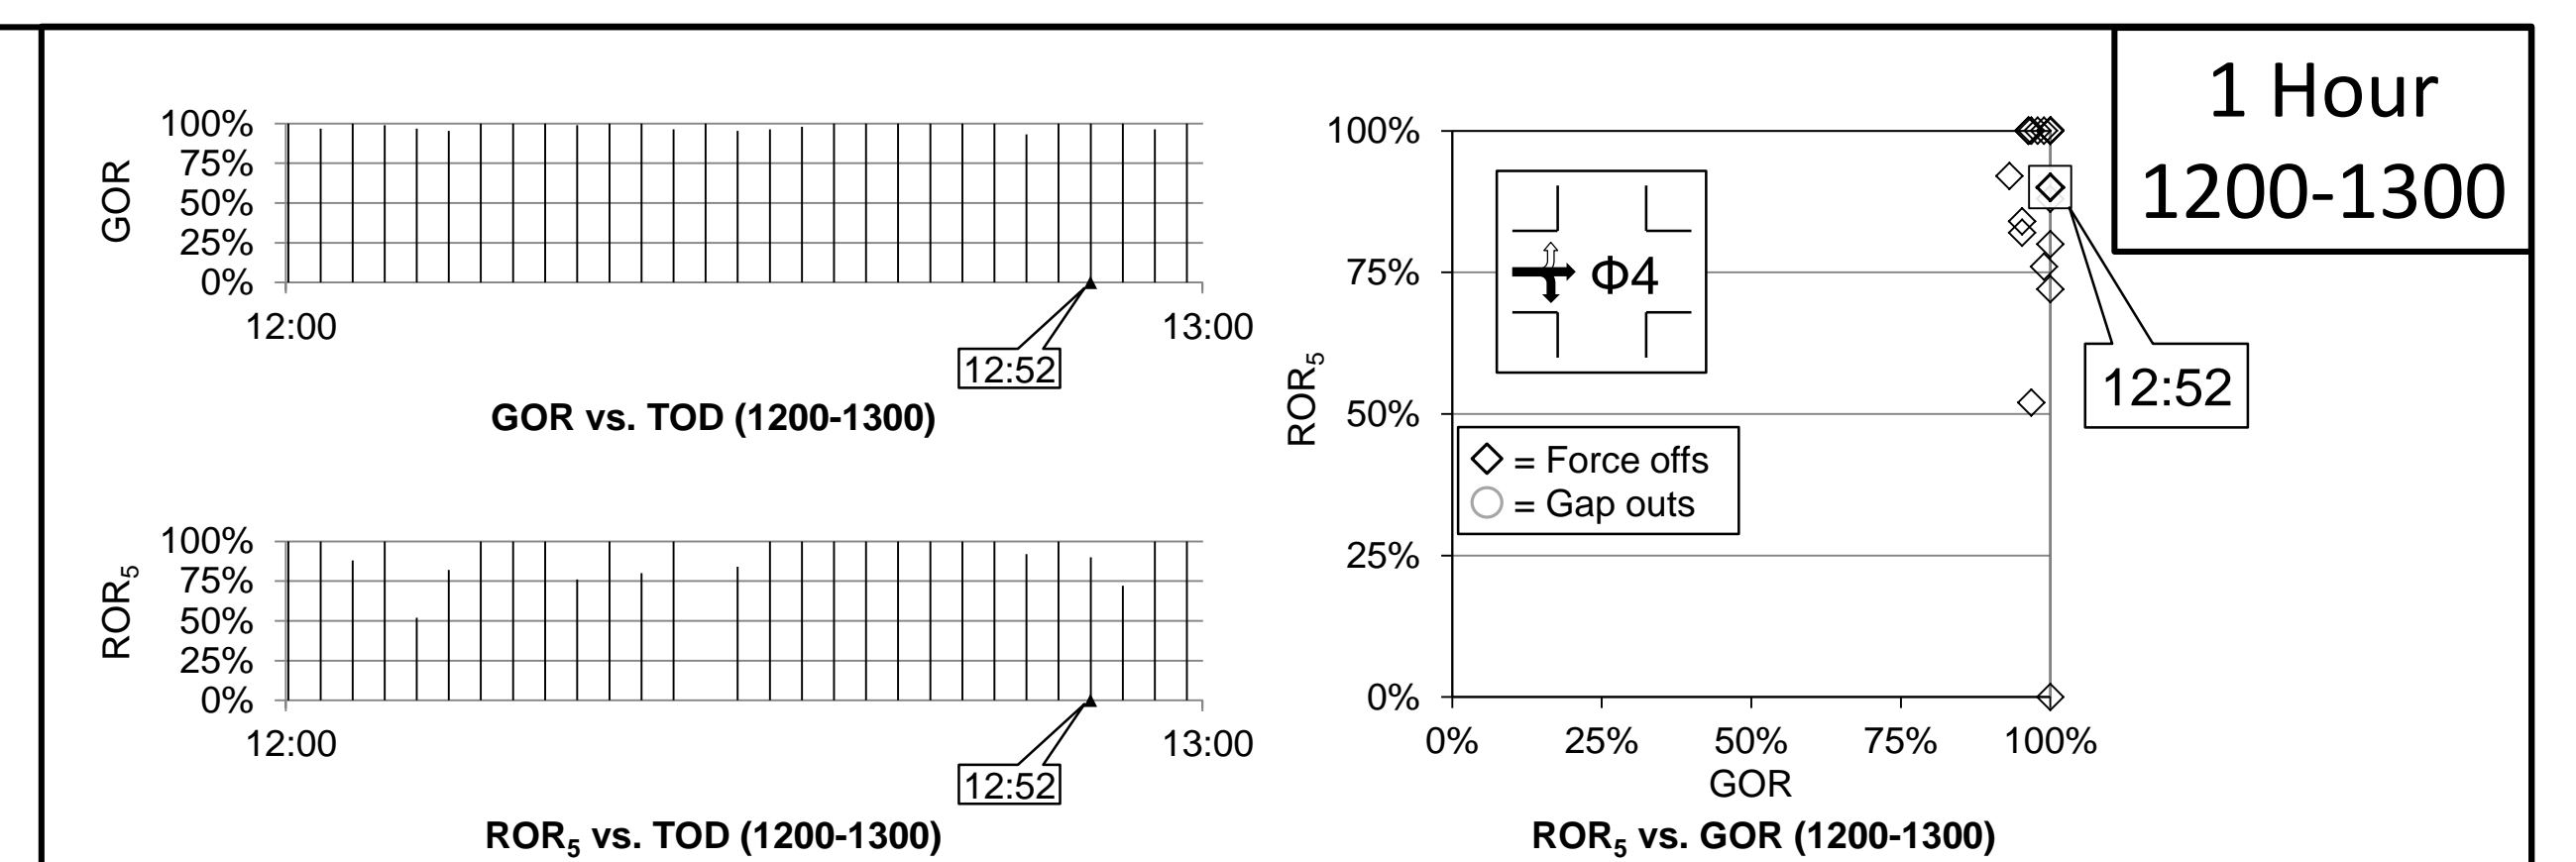 1 Hour
1200-1300
GOR
100%
75%
50%
25%
0%
12:00
13:00
12:52
GOR vs. TOD (1200-1300)
ROR5
100%
75%
50%
25%
0%
12:00
13:00
12:52
ROR5 vs. TOD (1200-1300)
ROR5
100%
75%
50%
25%
0%
Φ4
12:52
= Force offs
= Gap outs
0%
25%
50%
75%
100%
GOR
ROR5 vs. GOR (1200-1300)